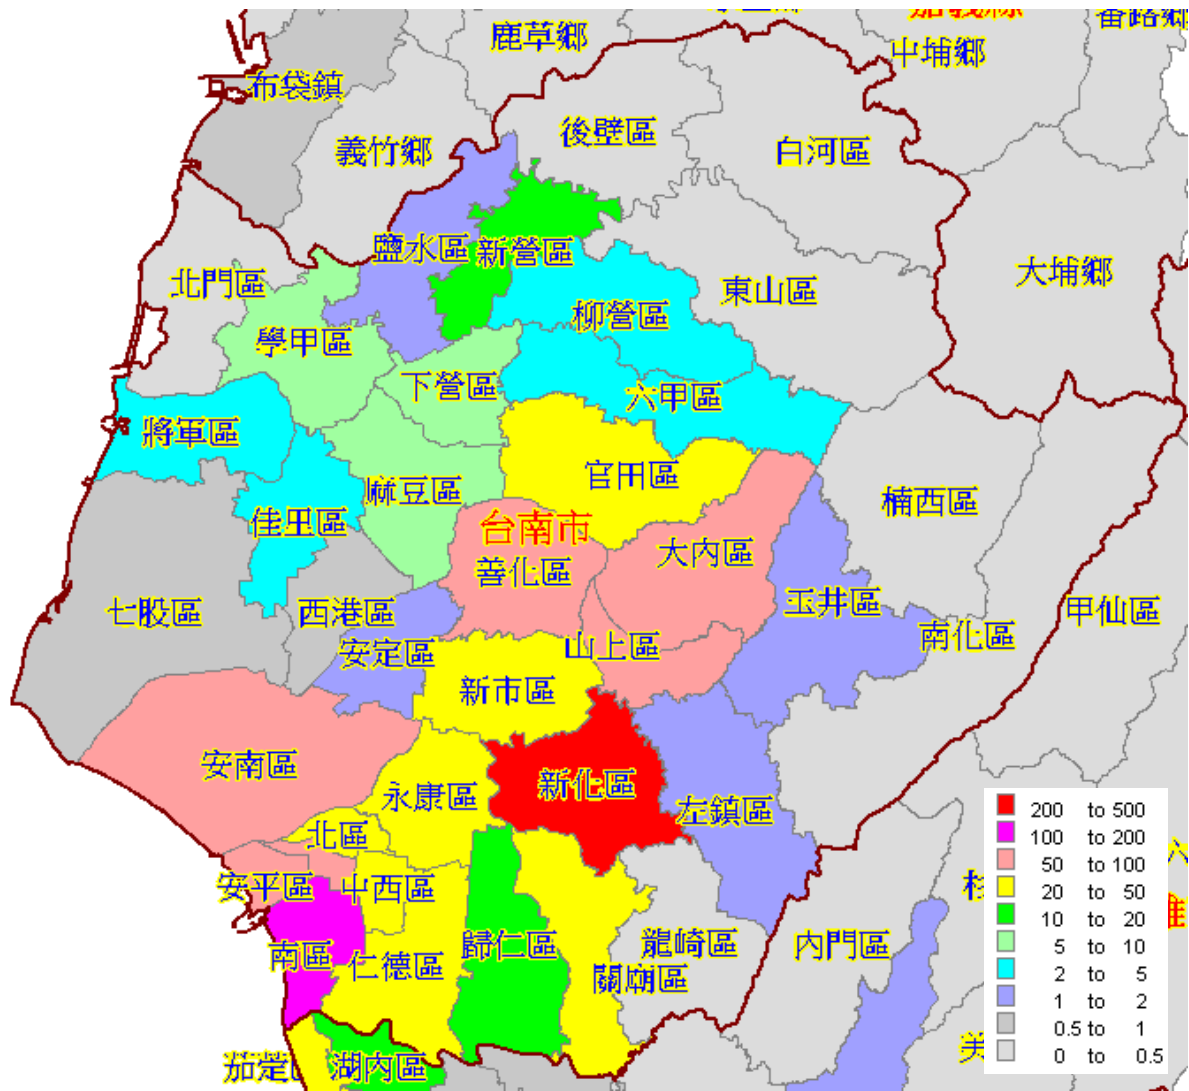 嘉義縣
番路鄉
鹿草鄉
中埔鄉
布袋鎮
後壁區
白河區
義竹鄉
鹽水區
新營區
北門區
大埔鄉
東山區
柳營區
學甲區
下營區
六甲區
將軍區
官田區
麻豆區
楠西區
佳里區
台南市
大內區
善化區
七股區
西港區
玉井區
甲仙區
安定區
山上區
南化區
新市區
安南區
新化區
永康區
左鎮區
北區
安平區
中西區
南區
仁德區
歸仁區
龍崎區
內門區
關廟區
茄萣
湖內區
200 to 500
100 to 200
50 to 100
20 to 50
10 to 20
5 to 10
2 to 5
1 to 2
0.5 to 1
0 to 0.5